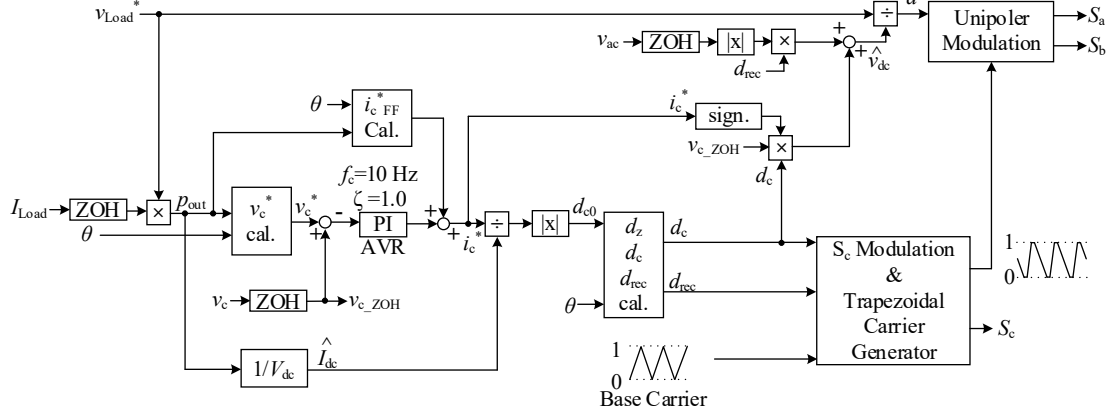 v_Load*
÷
Unipoler
Modulation
S_a
S_b
v_ac
ZOH
|x|
×
+
+
v̂_dc
d_rec
θ
i_c*_FF
Cal.
i_c*
sign.
v_c_ZOH
×
d_c
f_c=10 Hz
ζ=1.0
I_Load
ZOH
×
p_out
v_c*
cal.
v_c*
-
+
PI
AVR
+
+
i_c*
÷
|x|
d_c0
θ
d_z
d_c
d_rec
cal.
d_c
d_rec
θ
S_c Modulation
&
Trapezoidal
Carrier
Generator
1
0
S_c
v_c
ZOH
v_c_ZOH
1/V_dc
Î_dc
1
0
Base Carrier